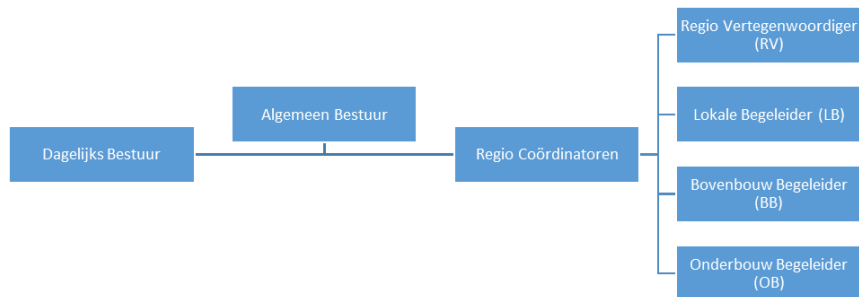 Dagelijks Bestuur
Algemeen Bestuur
Regio Coördinatoren
Regio Vertegenwoordiger
(RV)
Lokale Begeleider (LB)
Bovenbouw Begeleider
(BB)
Onderbouw Begeleider
(OB)